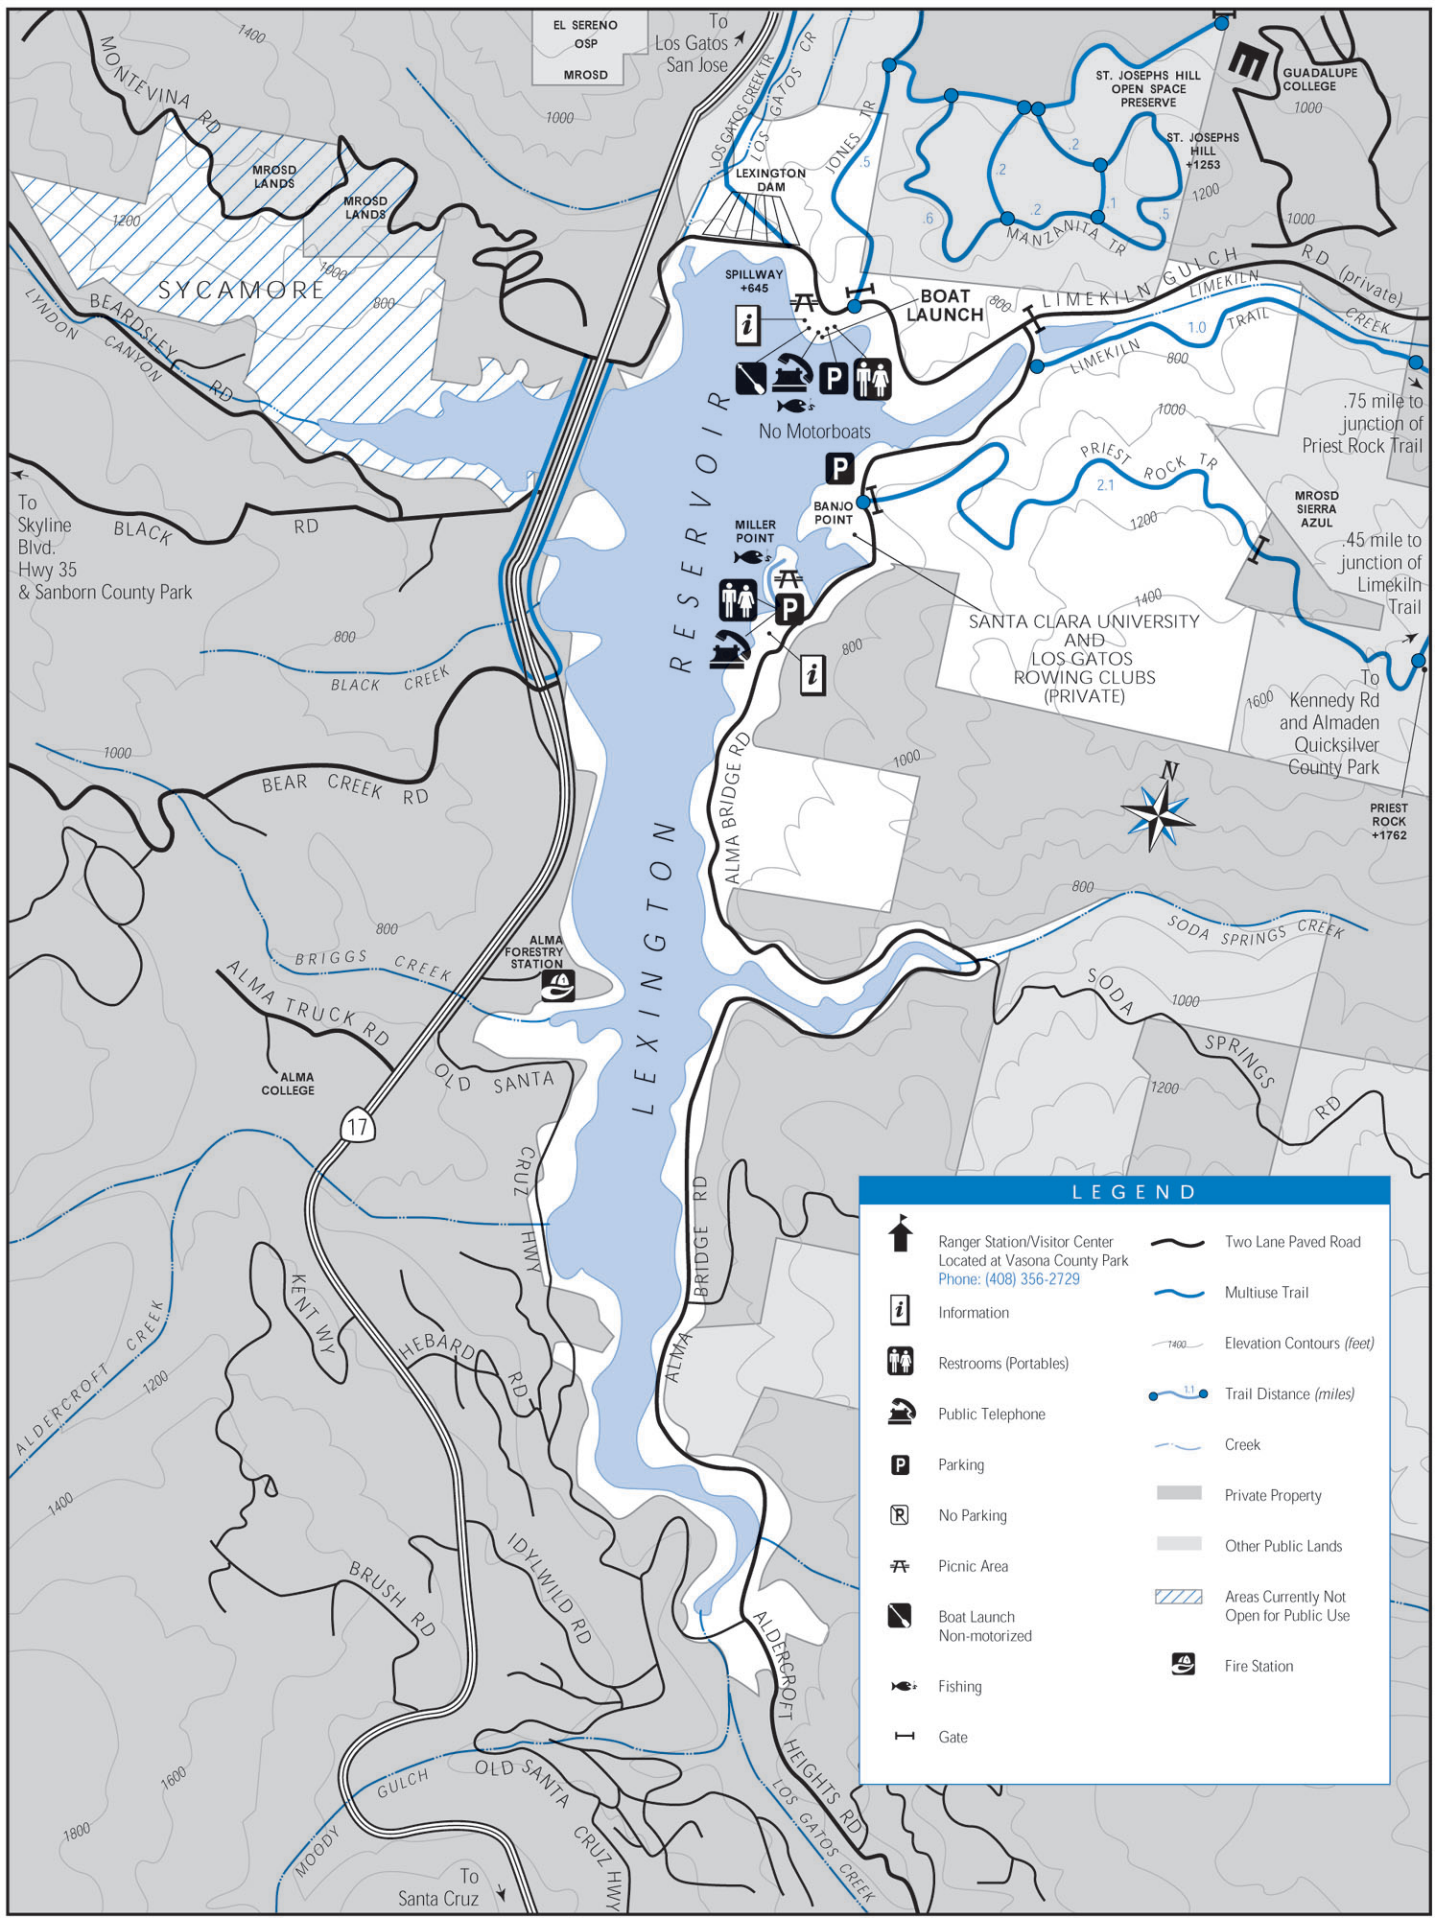 EL SERENO
OSP
MROSD
To
Los Gatos
San Jose
1400
MONTEVINA RD
1000
LOS GATOS CREEK TR
LOS GATOS CR
JONES TR
.5
LEXINGTON
DAM
ST. JOSEPHS HILL
OPEN SPACE
PRESERVE
GUADALUPE
COLLEGE
1000
ST. JOSEPHS
HILL
+1253
1200
1000
.2
.2
.2
.1
.5
.6
MANZANITA TR
MROSD
LANDS
MROSD
LANDS
1200
1000
800
SYCAMORE
BEARDSLEY
RD
LYNDON CANYON
SPILLWAY
+645
BOAT
LAUNCH
800
LIMEKILN GULCH
RD (private)
LIMEKILN
CREEK
LIMEKILN
TRAIL
1.0
800
1000
i
P
No Motorboats
.75 mile to
junction of
Priest Rock Trail
P
BANJO
POINT
PRIEST
ROCK TR
2.1
1200
MROSD
SIERRA
AZUL
.45 mile to
junction of
Limekiln
Trail
To
Skyline
Blvd.
Hwy 35
& Sanborn County Park
BLACK
RD
MILLER
POINT
P
i
1400
800
SANTA CLARA UNIVERSITY
AND
LOS GATOS
ROWING CLUBS
(PRIVATE)
1600
To
Kennedy Rd
and Almaden
Quicksilver
County Park
PRIEST
ROCK
+1762
800
BLACK CREEK
LEXINGTON RESERVOIR
1000
BEAR CREEK RD
ALMA BRIDGE RD
1000
N
800
SODA SPRINGS CREEK
800
ALMA
FORESTRY
STATION
BRIGGS CREEK
ALMA TRUCK RD
ALMA
COLLEGE
OLD SANTA
CRUZ HWY
17
SODA
SPRINGS
RD
1000
1200
ALMA
BRIDGE RD
ALDERCROFT CREEK
1200
KENT WY
HEBARD
RD
1400
BRUSH RD
IDYLWILD RD
ALDERCROFT
HEIGHTS RD
1600
1800
MOODY
GULCH
OLD SANTA
CRUZ HWY
LOS GATOS CREEK
To
Santa Cruz
LEGEND
Ranger Station/Visitor Center
Located at Vasona County Park
Phone: (408) 356-2729
i
Information
Restrooms (Portables)
Public Telephone
P
Parking
P
No Parking
Picnic Area
Boat Launch
Non-motorized
Fishing
Gate
Two Lane Paved Road
Multiuse Trail
1400
Elevation Contours (feet)
1.1
Trail Distance (miles)
Creek
Private Property
Other Public Lands
Areas Currently Not
Open for Public Use
Fire Station